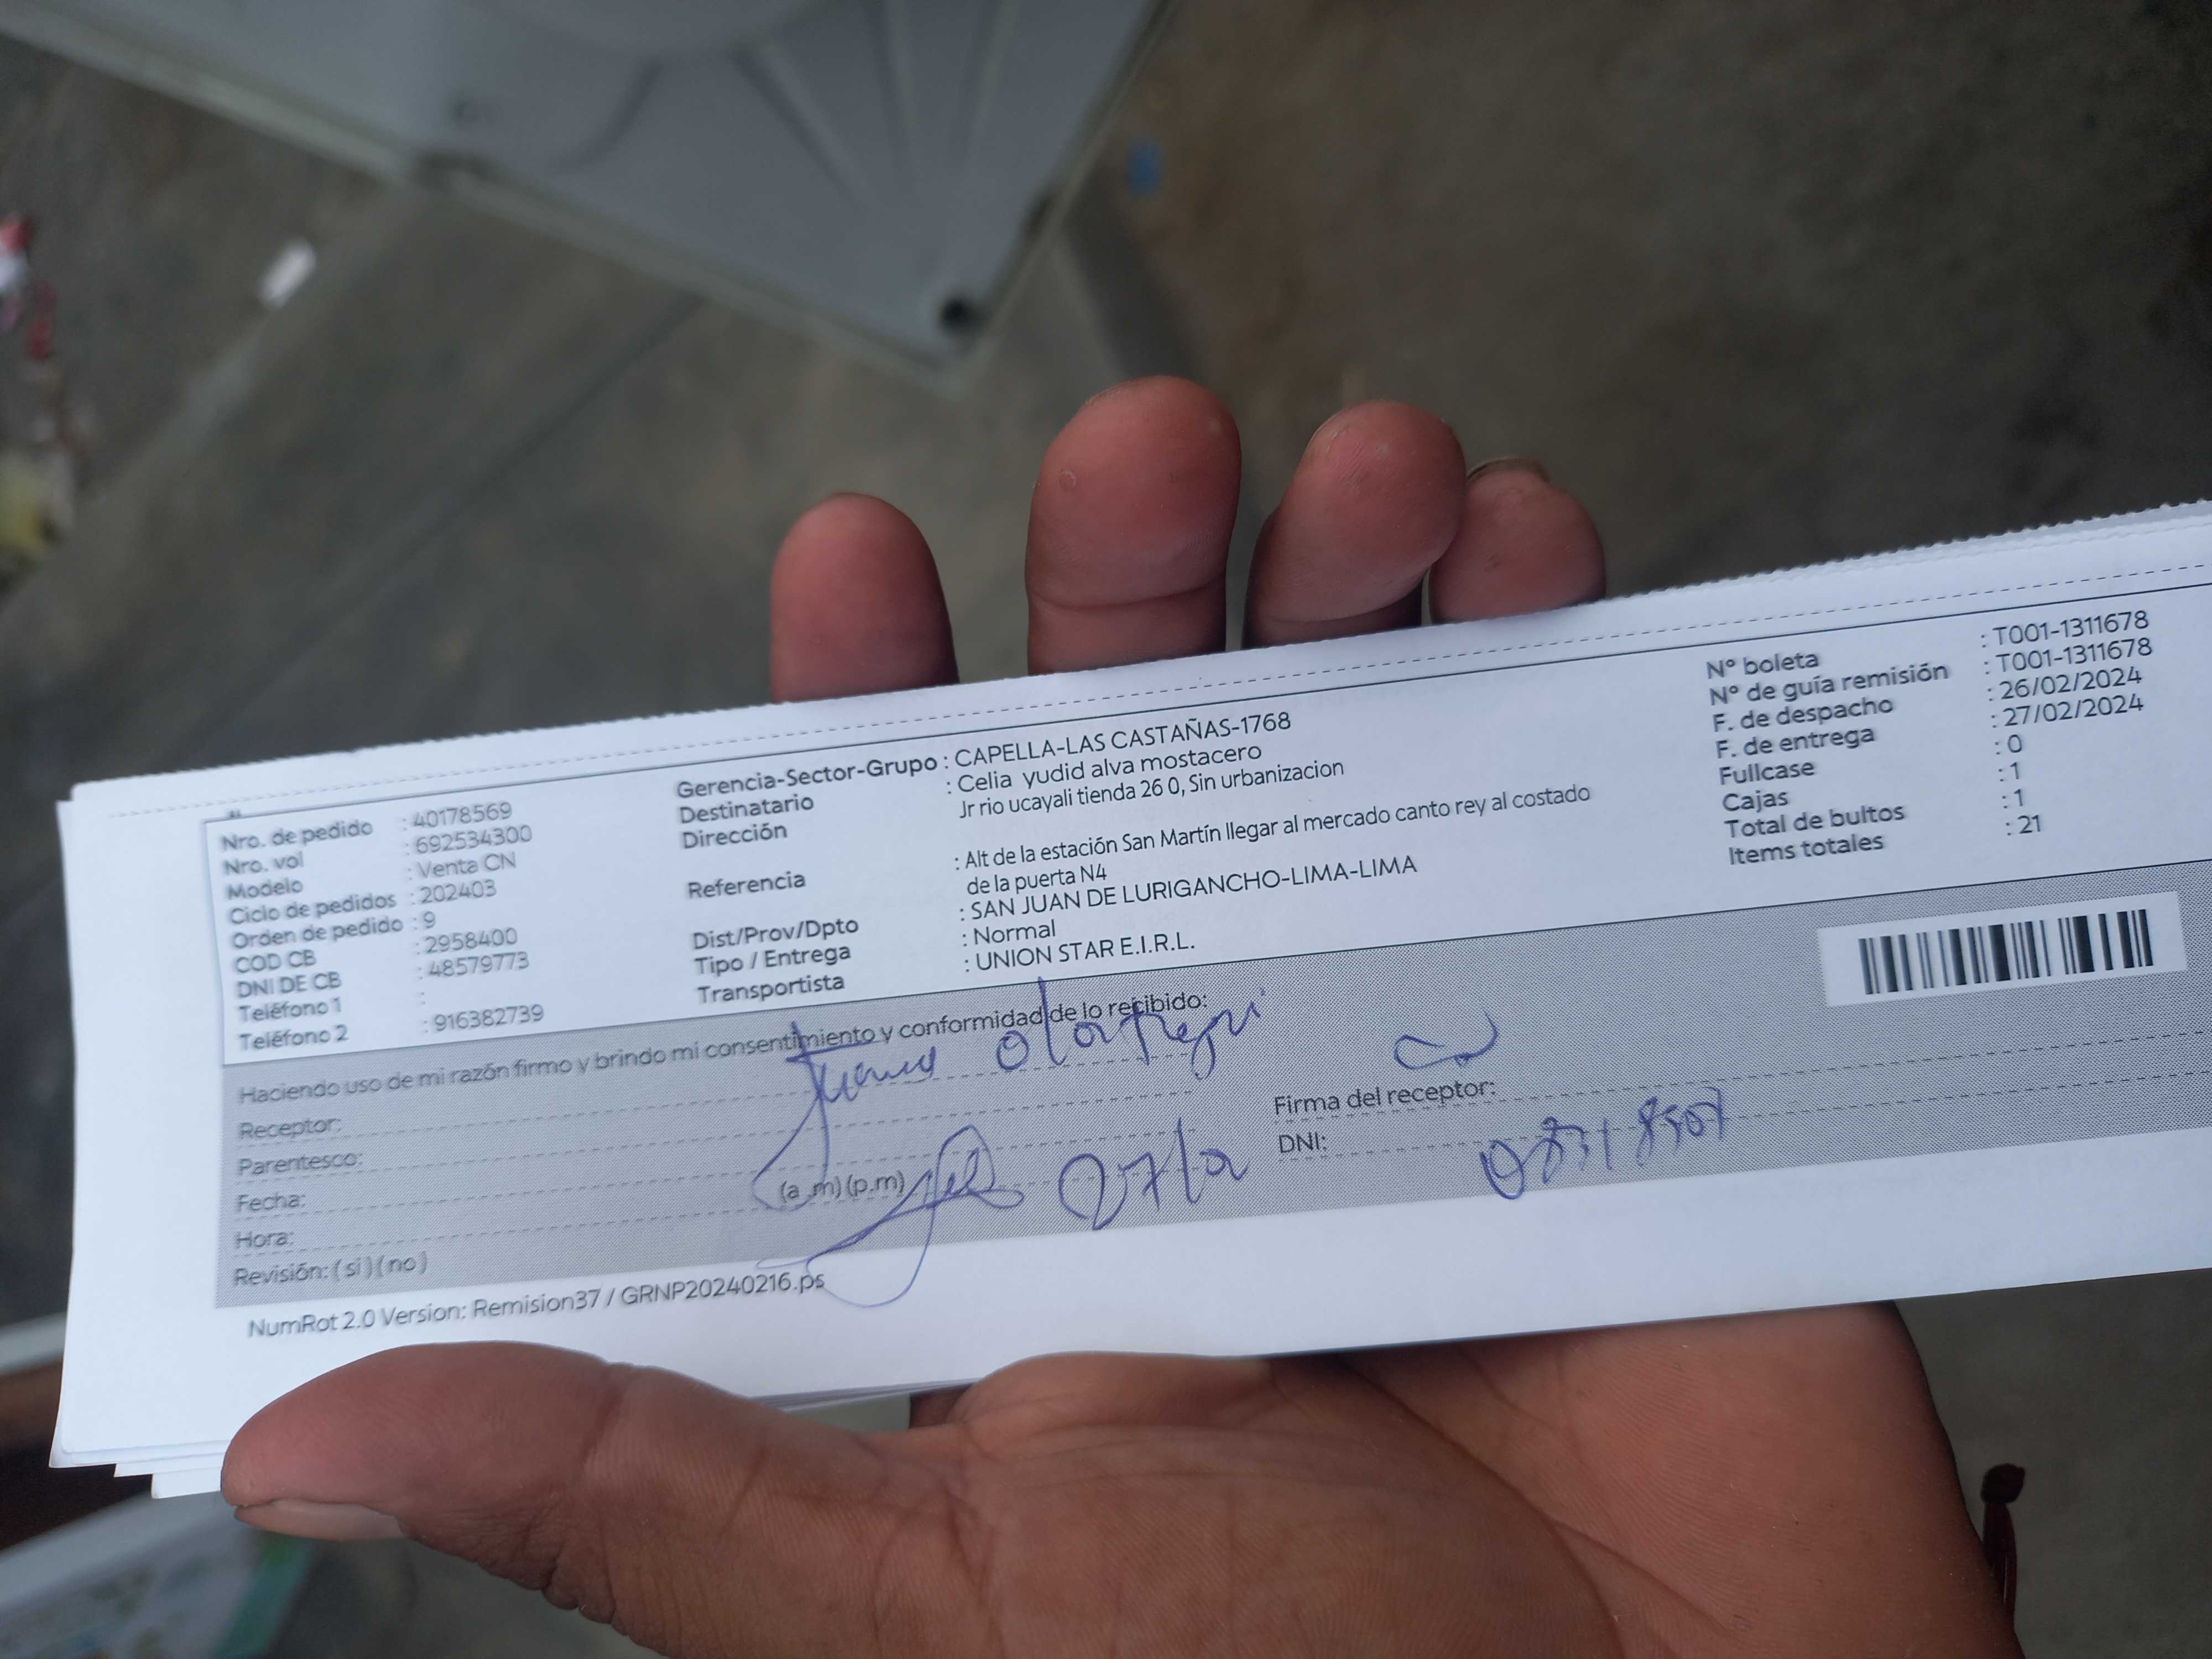 Nro. de pedido : 40178569
Nro. vol : 692534300
Modelo : Venta CN
Ciclo de pedidos : 202403
Orden de pedido : 9
COD CB : 2958400
DNI DE CB : 48579773
Teléfono 1 :
Teléfono 2 : 916382739
Gerencia-Sector-Grupo : CAPELLA-LAS CASTAÑAS-1768
Destinatario : Celia yudid alva mostacero
Dirección Jr rio ucayali tienda 26 0, Sin urbanizacion
Referencia : Alt de la estación San Martín llegar al mercado canto rey al costado
de la puerta N4
Dist/Prov/Dpto : SAN JUAN DE LURIGANCHO-LIMA-LIMA
Tipo / Entrega : Normal
Transportista : UNION STAR E.I.R.L.
N° boleta : T001-1311678
N° de guía remisión : T001-1311678
F. de despacho : 26/02/2024
F. de entrega : 27/02/2024
Fullcase : 0
Cajas : 1
Total de bultos : 1
Items totales : 21
Haciendo uso de mi razón firmo y brindo mi consentimiento y conformidad de lo recibido:
Receptor:
Parentesco:
Fecha:
Hora: (a .m) (p.m)
Revisión: ( si ) ( no )
Firma del receptor:
DNI:
NumRot 2.0 Version: Remision37 / GRNP20240216.ps